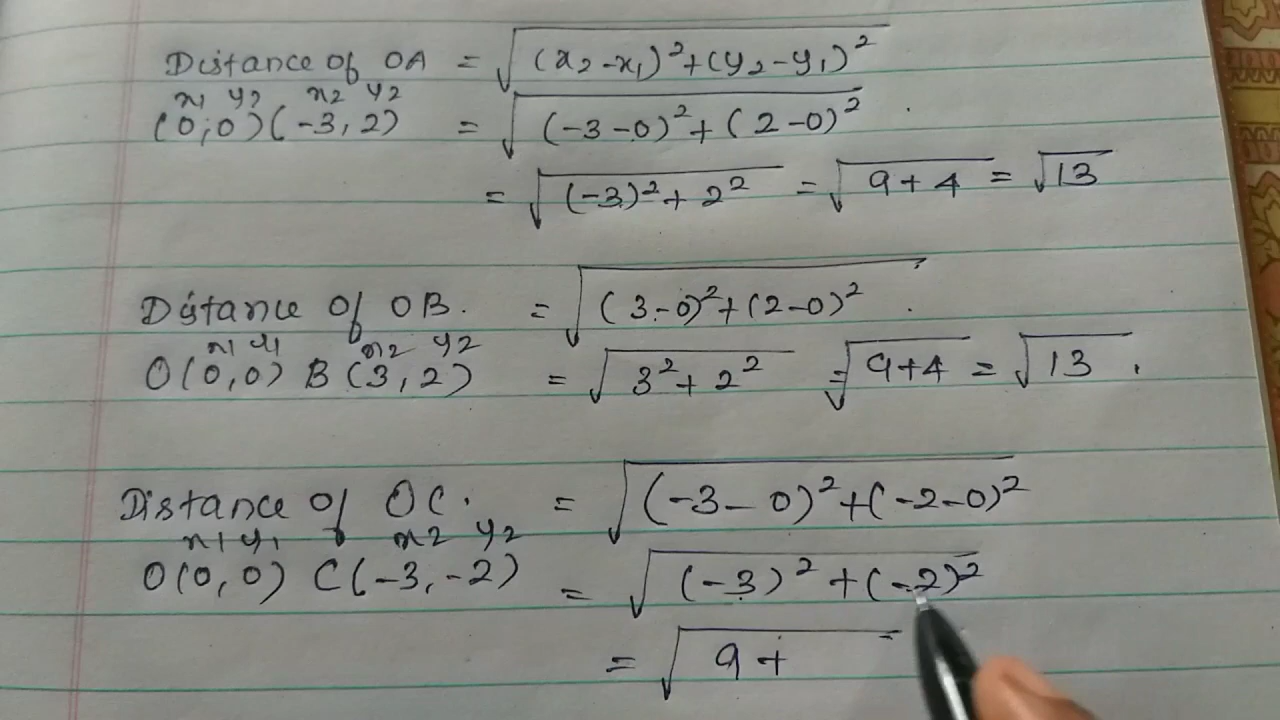 Distance of OA = √(x₂-x₁)²+(y₂-y₁)²
x₁ y₂ x₂ y₂
(0,0)(-3,2) = √(-3-0)²+(2-0)²
= √(-3)²+2² = √9+4 = √13
Distance of OB. = √(3-0)²+(2-0)²
x₁ y₁ x₂ y₂
O(0,0) B(3,2) = √3²+2² = √9+4 = √13.
Distance of OC. = √(-3-0)²+(-2-0)²
x₁ y₁ x₂ y₂
O(0,0) C(-3,-2) = √(-3)²+(-2)²
= √9+